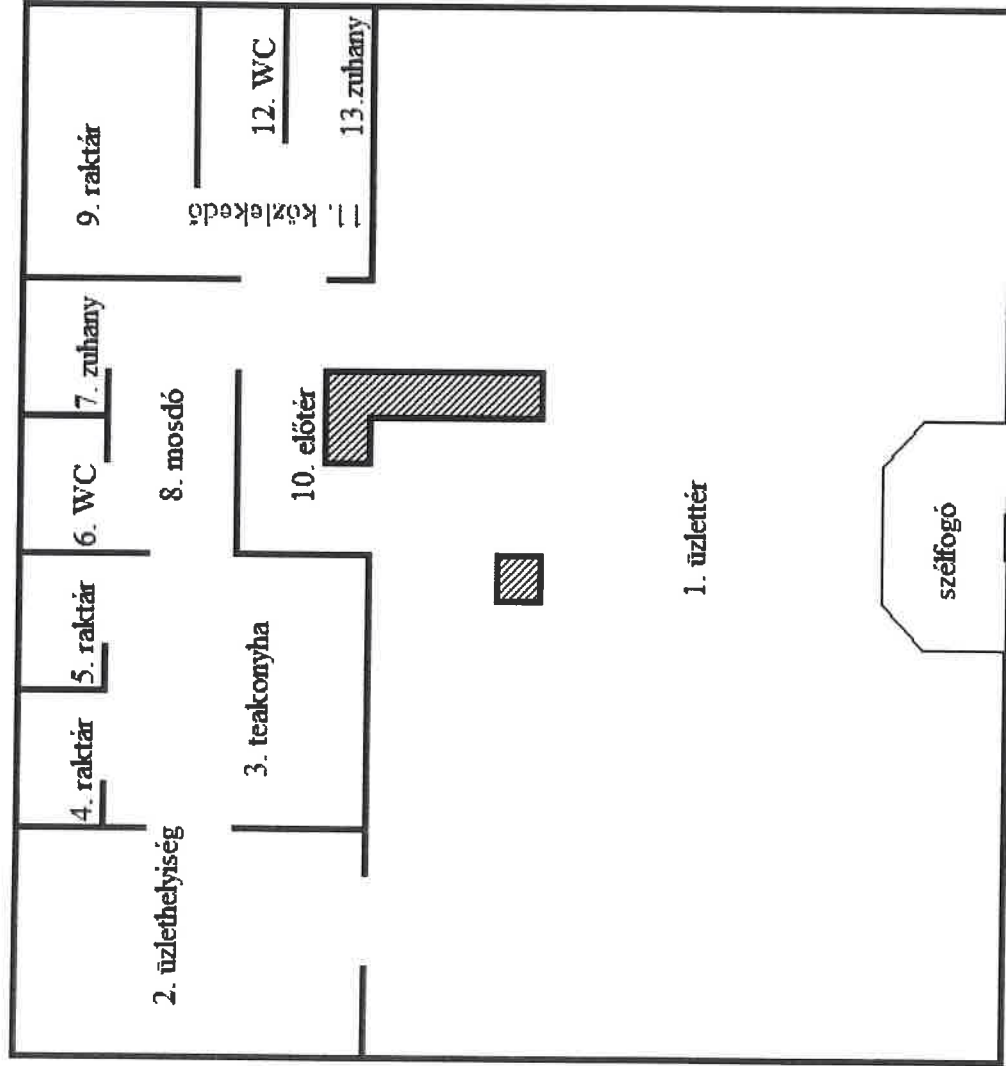 1. üzlettér
2. üzlethelyiség
3. teakonyha
4. raktár
5. raktár
6. WC
7. zuhany
8. mosdó
9. raktár
10. előtér
11. közlekedő
12. WC
13.zuhany
szélfogó